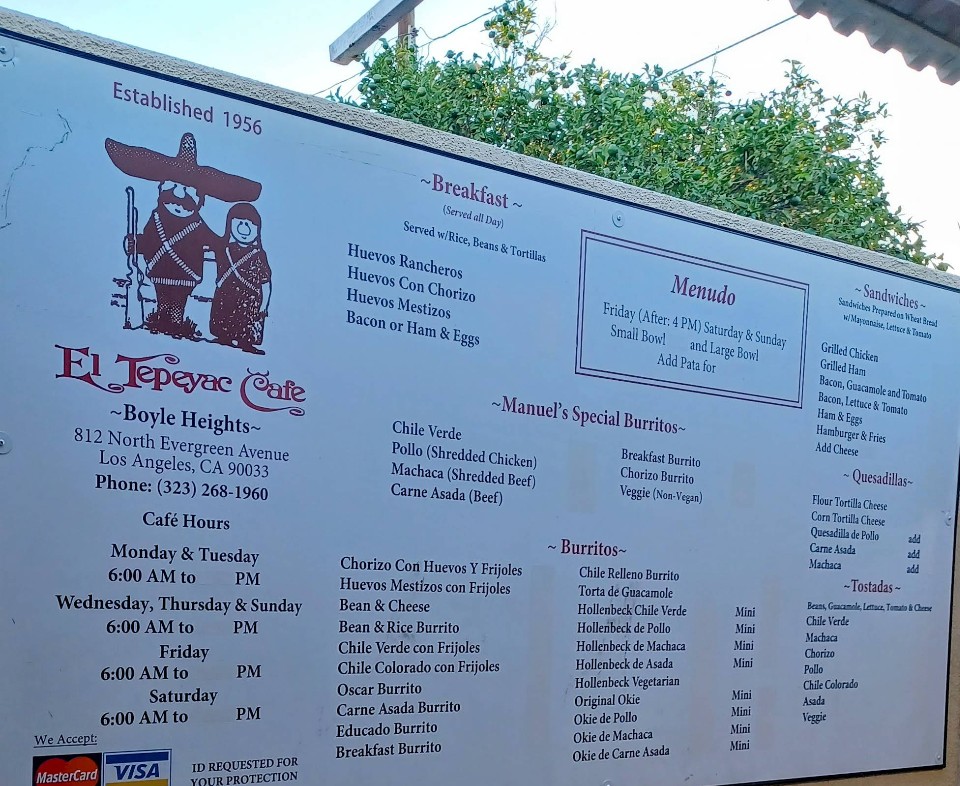 Established 1956
El Tepeyac Cafe
~Boyle Heights~
812 North Evergreen Avenue
Los Angeles, CA 90033
Phone: (323) 268-1960
Café Hours
Monday & Tuesday
6:00 AM to PM
Wednesday, Thursday & Sunday
6:00 AM to PM
Friday
6:00 AM to PM
Saturday
6:00 AM to PM
We Accept:
MasterCard VISA
ID REQUESTED FOR
YOUR PROTECTION
~Breakfast ~
(Served all Day)
Served w/Rice, Beans & Tortillas
Huevos Rancheros
Huevos Con Chorizo
Huevos Mestizos
Bacon or Ham & Eggs
Menudo
Friday (After: 4 PM) Saturday & Sunday
Small Bowl and Large Bowl
Add Pata for
~Manuel's Special Burritos~
Chile Verde
Pollo (Shredded Chicken)
Machaca (Shredded Beef)
Carne Asada (Beef)
Breakfast Burrito
Chorizo Burrito
Veggie (Non-Vegan)
~ Burritos~
Chorizo Con Huevos Y Frijoles
Huevos Mestizos con Frijoles
Bean & Cheese
Bean & Rice Burrito
Chile Verde con Frijoles
Chile Colorado con Frijoles
Oscar Burrito
Carne Asada Burrito
Educado Burrito
Breakfast Burrito
Chile Relleno Burrito
Torta de Guacamole
Hollenbeck Chile Verde Mini
Hollenbeck de Pollo Mini
Hollenbeck de Machaca Mini
Hollenbeck de Asada Mini
Hollenbeck Vegetarian
Original Okie Mini
Okie de Pollo Mini
Okie de Machaca Mini
Okie de Carne Asada Mini
~ Sandwiches ~
Sandwiches Prepared on Wheat Bread
w/Mayonnaise, Lettuce & Tomato
Grilled Chicken
Grilled Ham
Bacon, Guacamole and Tomato
Bacon, Lettuce & Tomato
Ham & Eggs
Hamburger & Fries
Add Cheese
~ Quesadillas~
Flour Tortilla Cheese
Corn Tortilla Cheese
Quesadilla de Pollo add
Carne Asada add
Machaca add
~Tostadas ~
Beans, Guacamole, Lettuce, Tomato & Cheese
Chile Verde
Machaca
Chorizo
Pollo
Chile Colorado
Asada
Veggie